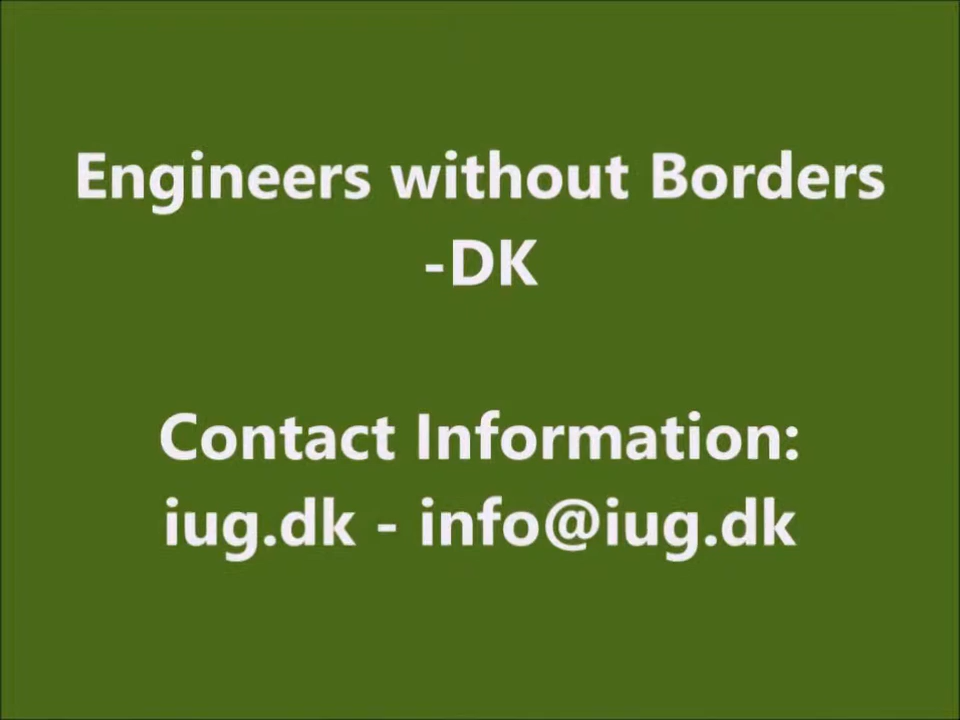 Engineers without Borders
-DK
Contact Information:
iug.dk - info@iug.dk